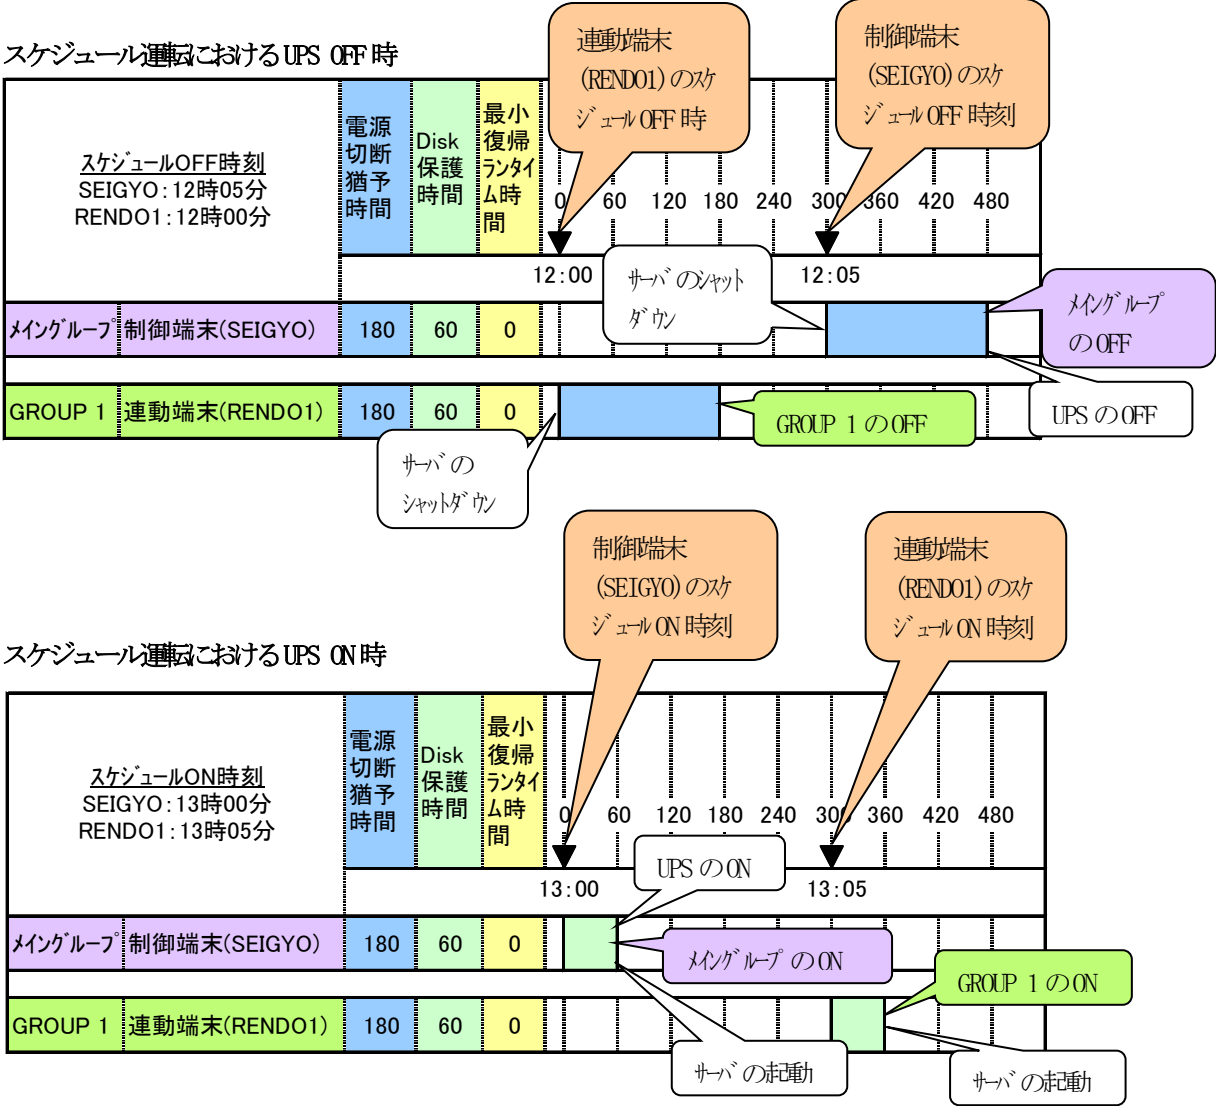 スケジュール運転におけるUPS OFF時
連動端末
(RENDO1)のスケ
ジュールOFF時
制御端末
(SEIGYO)のスケ
ジュールOFF時刻
スケジュールOFF時刻
SEIGYO:12時05分
RENDO1:12時00分
電源
切断
猶予
時間
Disk
保護
時間
最小
復帰
ランタイ
ム時
間
0 60 120 180 240 300 360 420 480
12:00 12:05
サーバのシャット
ダウン
メイングループ
のOFF
メイングループ 制御端末(SEIGYO) 180 60 0
GROUP 1 連動端末(RENDO1) 180 60 0
GROUP 1のOFF
UPSのOFF
サーバの
シャットダウン
制御端末
(SEIGYO)のスケ
ジュールON時刻
連動端末
(RENDO1)のスケ
ジュールON時刻
スケジュールにおけるUPS ON時
スケジュールON時刻
SEIGYO:13時00分
RENDO1:13時05分
電源
切断
猶予
時間
Disk
保護
時間
最小
復帰
ランタイ
ム時
間
0 60 120 180 240 300 360 420 480
13:00 13:05
UPSのON
メイングループ 制御端末(SEIGYO) 180 60 0
メイングループのON
GROUP 1のON
GROUP 1 連動端末(RENDO1) 180 60 0
サーバの起動
サーバの起動